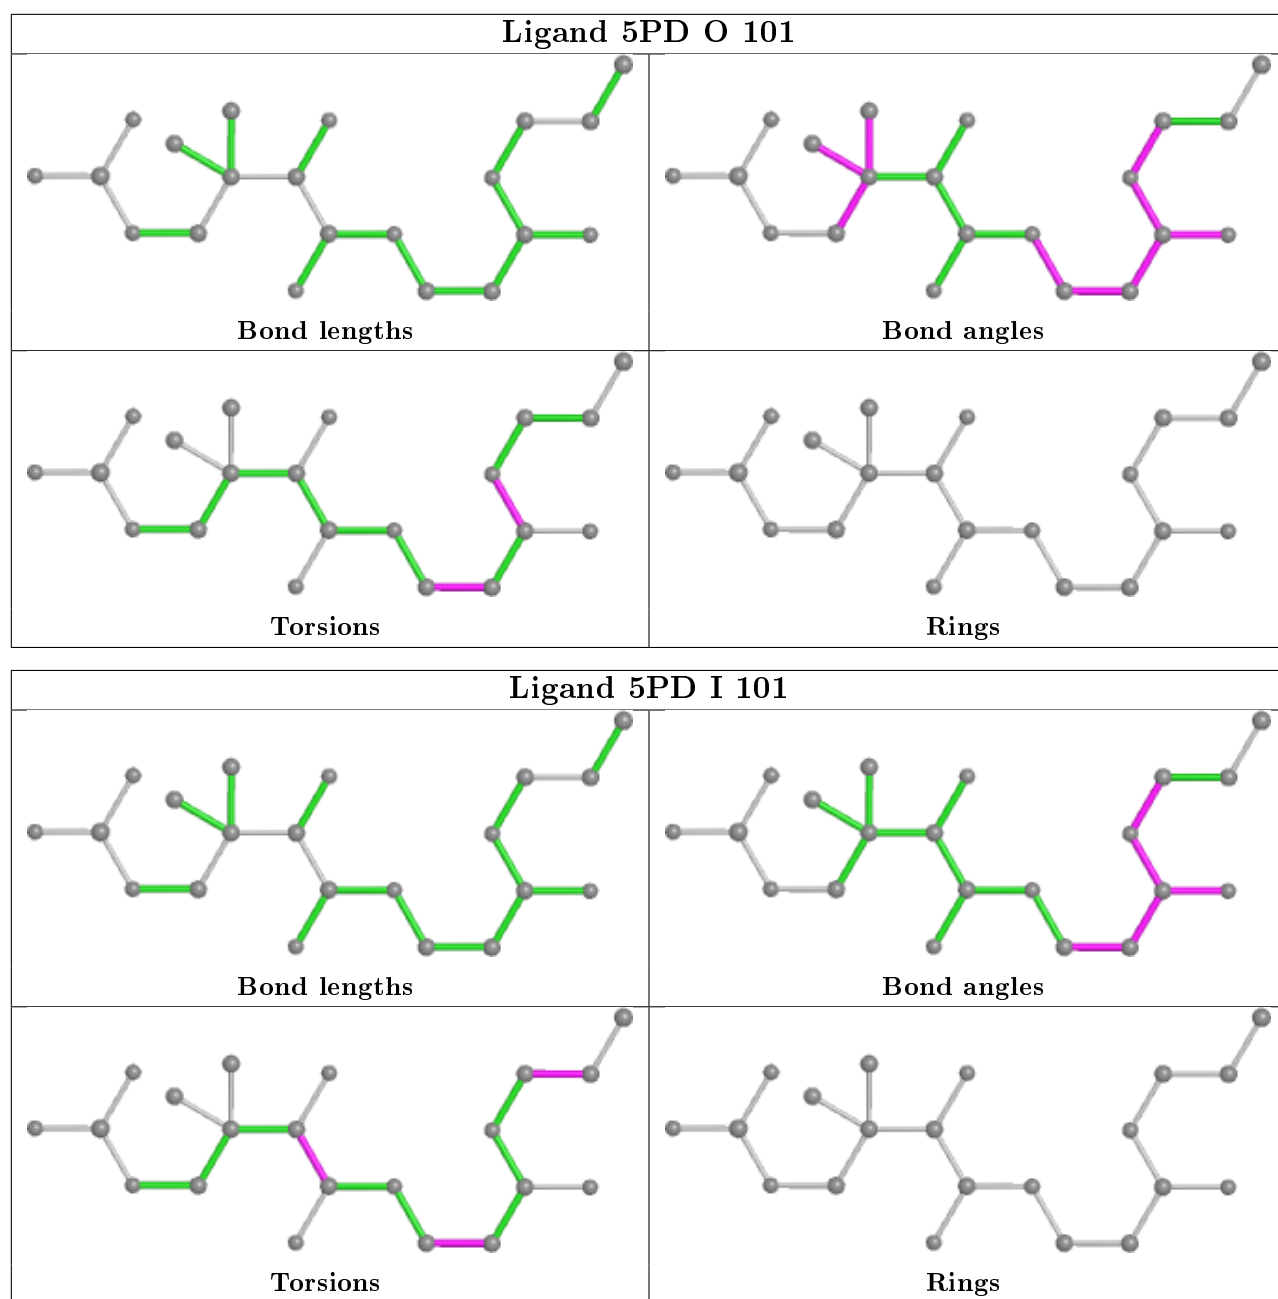 Ligand 5PD O 101
Bond lengths
Bond angles
Torsions
Rings
Ligand 5PD I 101
Bond lengths
Bond angles
Torsions
Rings